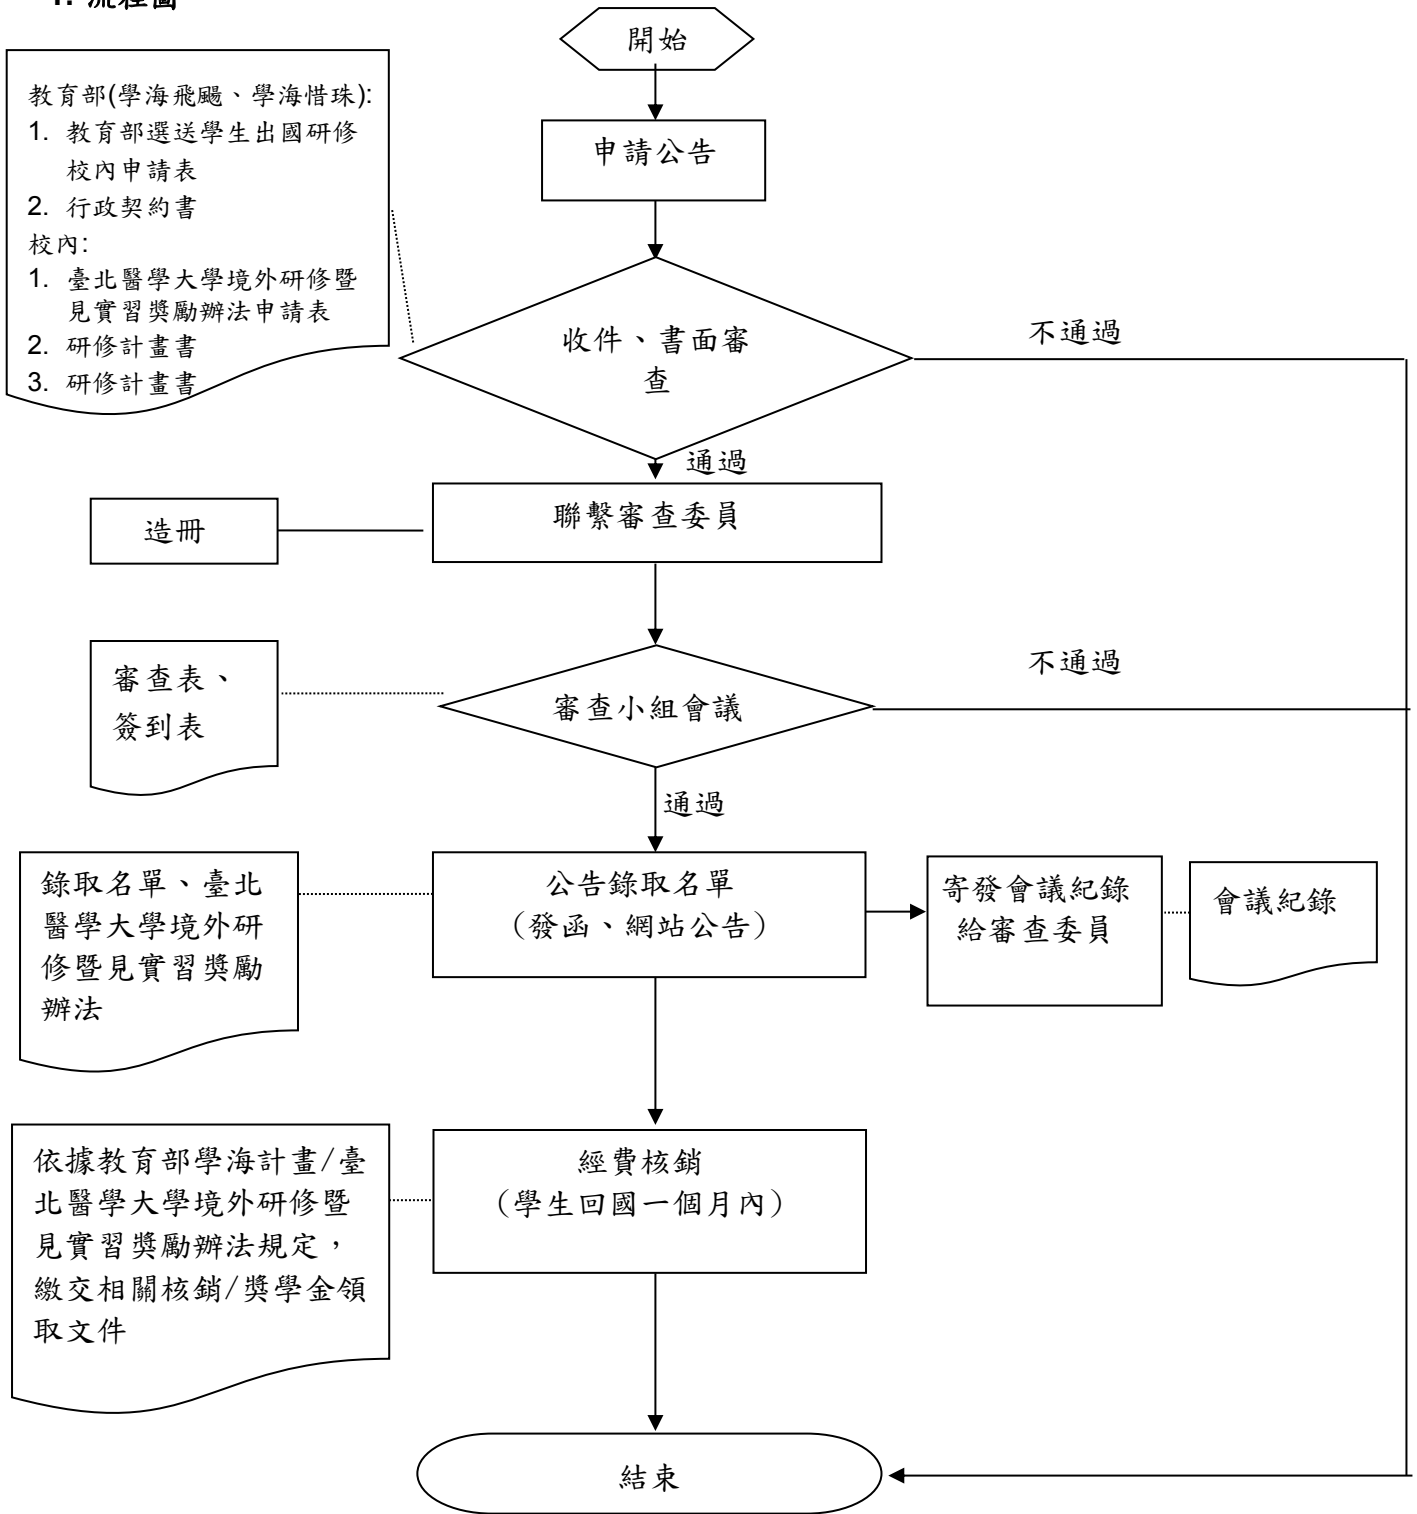 1. 流程圖
開始
教育部(學海飛颺、學海惜珠):
1. 教育部選送學生出國研修
校內申請表
2. 行政契約書
校內:
1. 臺北醫學大學境外研修暨
見實習獎勵辦法申請表
2. 研修計畫書
3. 研修計畫書
申請公告
收件、書面審
查
不通過
通過
造冊
聯繫審查委員
審查表、
簽到表
審查小組會議
不通過
通過
錄取名單、臺北
醫學大學境外研
修暨見實習獎勵
辦法
公告錄取名單
(發函、網站公告)
寄發會議紀錄
給審查委員
會議紀錄
依據教育部學海計畫/臺
北醫學大學境外研修暨
見實習獎勵辦法規定，
繳交相關核銷/獎學金領
取文件
經費核銷
(學生回國一個月內)
結束